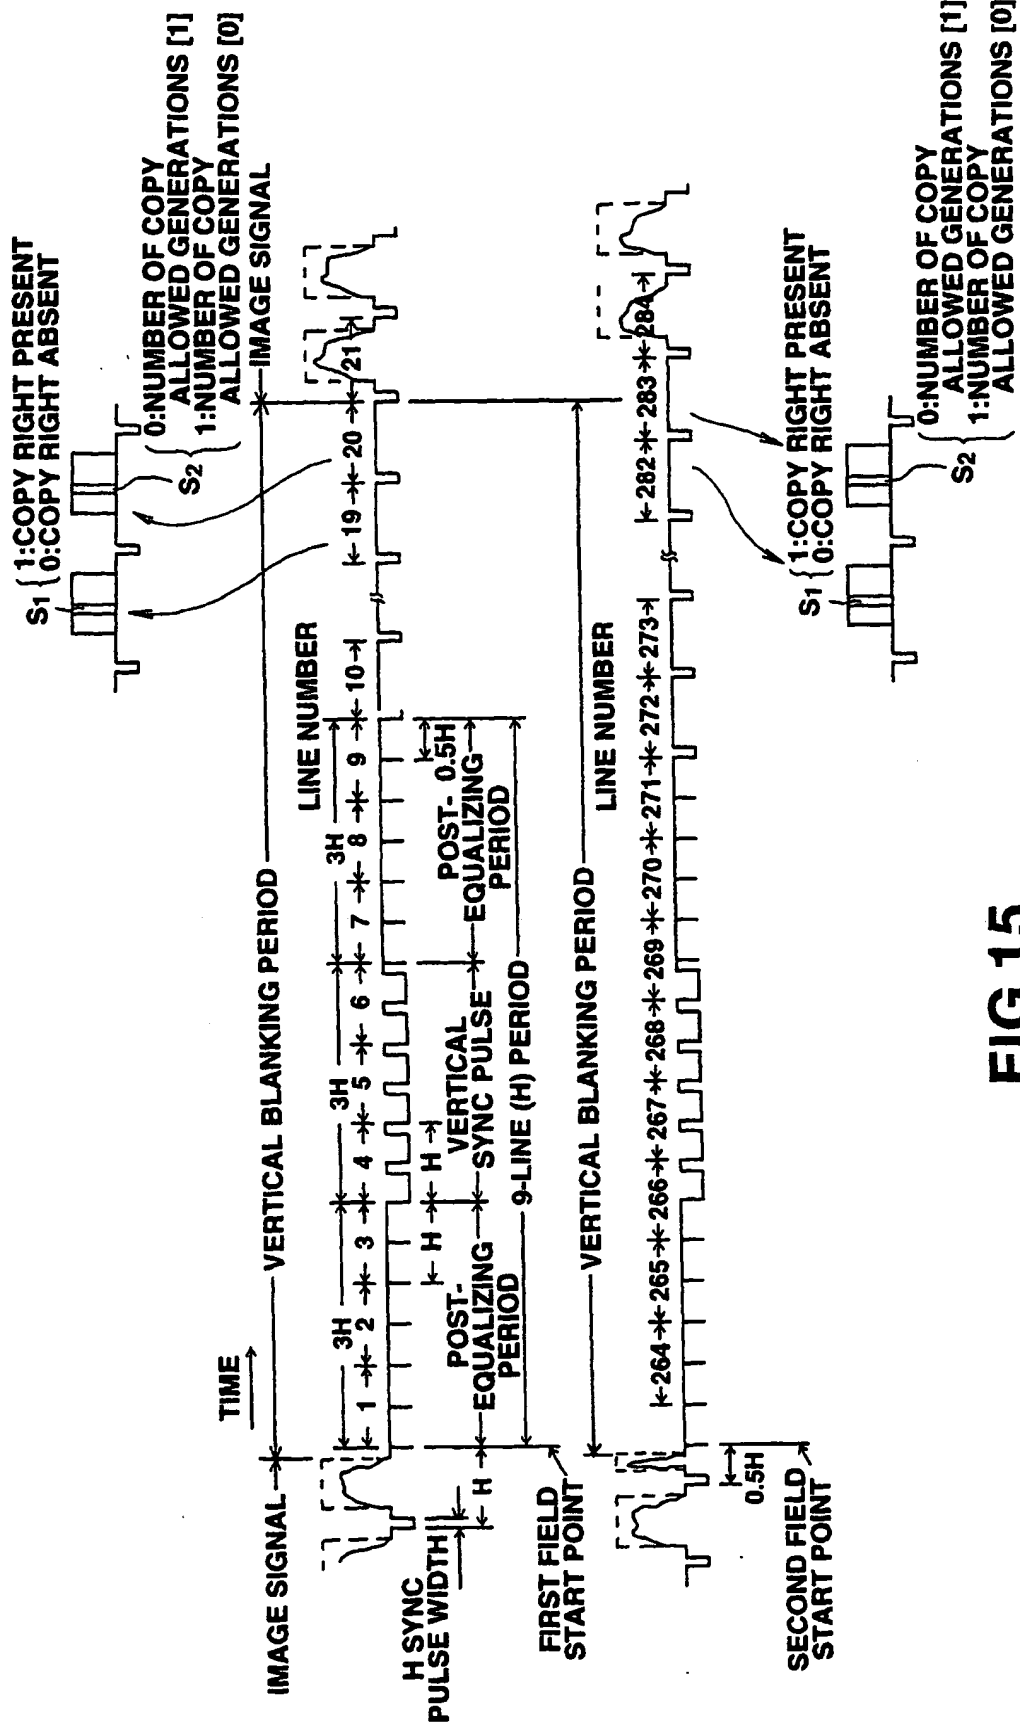 S1 { 1:COPY RIGHT PRESENT
0:COPY RIGHT ABSENT
S2
0:NUMBER OF COPY
ALLOWED GENERATIONS [1]
1:NUMBER OF COPY
ALLOWED GENERATIONS [0]
TIME
IMAGE SIGNAL
VERTICAL BLANKING PERIOD
IMAGE SIGNAL
LINE NUMBER
3H
3H
3H
1 2 3 4 5 6 7 8 9 10 19 20 21
H SYNC
PULSE WIDTH
H
H
H
0.5H
POST-
EQUALIZING
PERIOD
VERTICAL
SYNC PULSE
POST-
EQUALIZING
PERIOD
9-LINE (H) PERIOD
FIRST FIELD
START POINT
VERTICAL BLANKING PERIOD
LINE NUMBER
264 265 266 267 268 269 270 271 272 273 282 283 284
0.5H
SECOND FIELD
START POINT
S1 { 1:COPY RIGHT PRESENT
0:COPY RIGHT ABSENT
S2
0:NUMBER OF COPY
ALLOWED GENERATIONS [1]
1:NUMBER OF COPY
ALLOWED GENERATIONS [0]
FIG.15